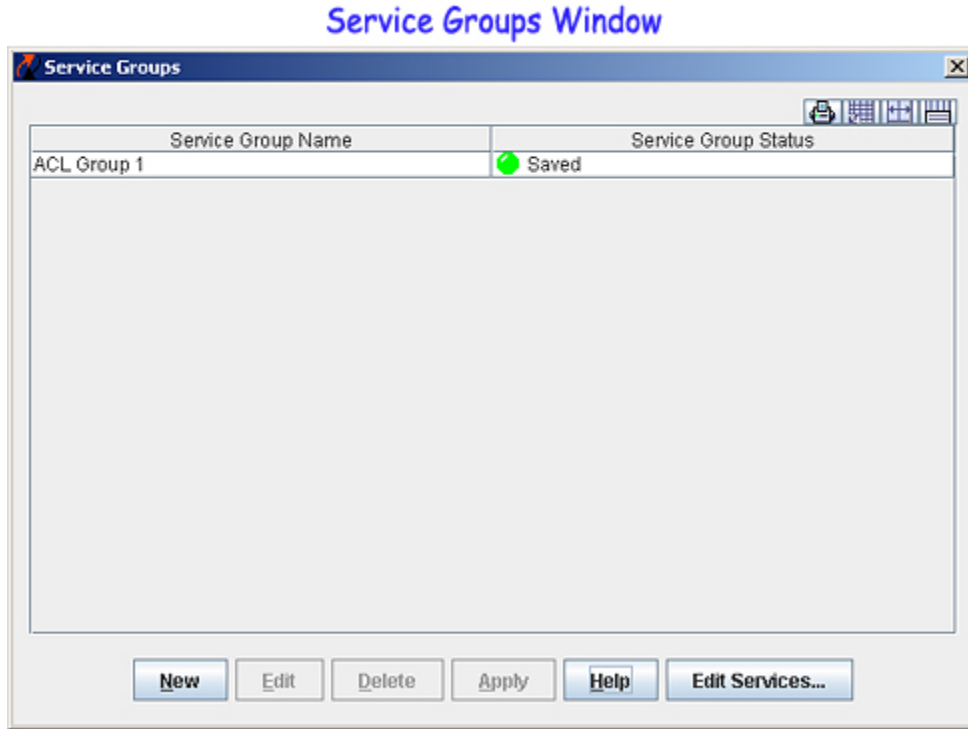 Service Groups Window
Service Groups
Service Group Name Service Group Status
ACL Group 1 Saved
New Edit Delete Apply Help Edit Services...